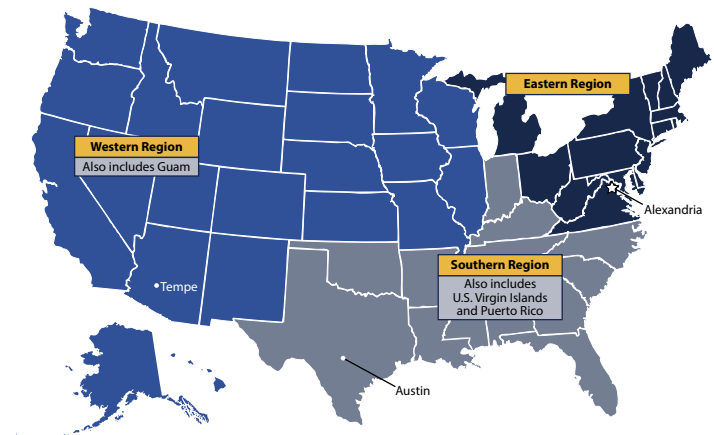 Eastern Region
Western Region
Also includes Guam
Alexandria
Southern Region
Also includes
U.S. Virgin Islands
and Puerto Rico
Tempe
Austin